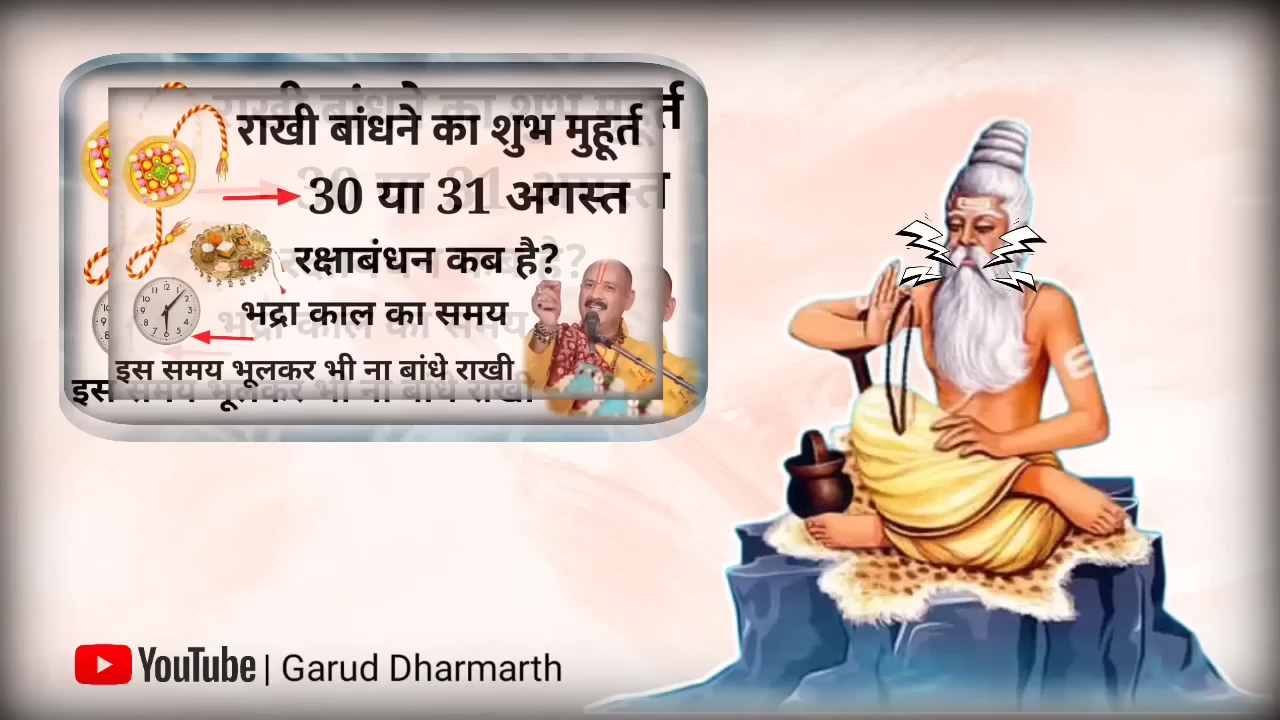 राखी बांधने का शुभ मुहूर्त
30 या 31 अगस्त
रक्षाबंधन कब है?
भद्रा काल का समय
इस समय भूलकर भी ना बांधे राखी
YouTube | Garud Dharmarth